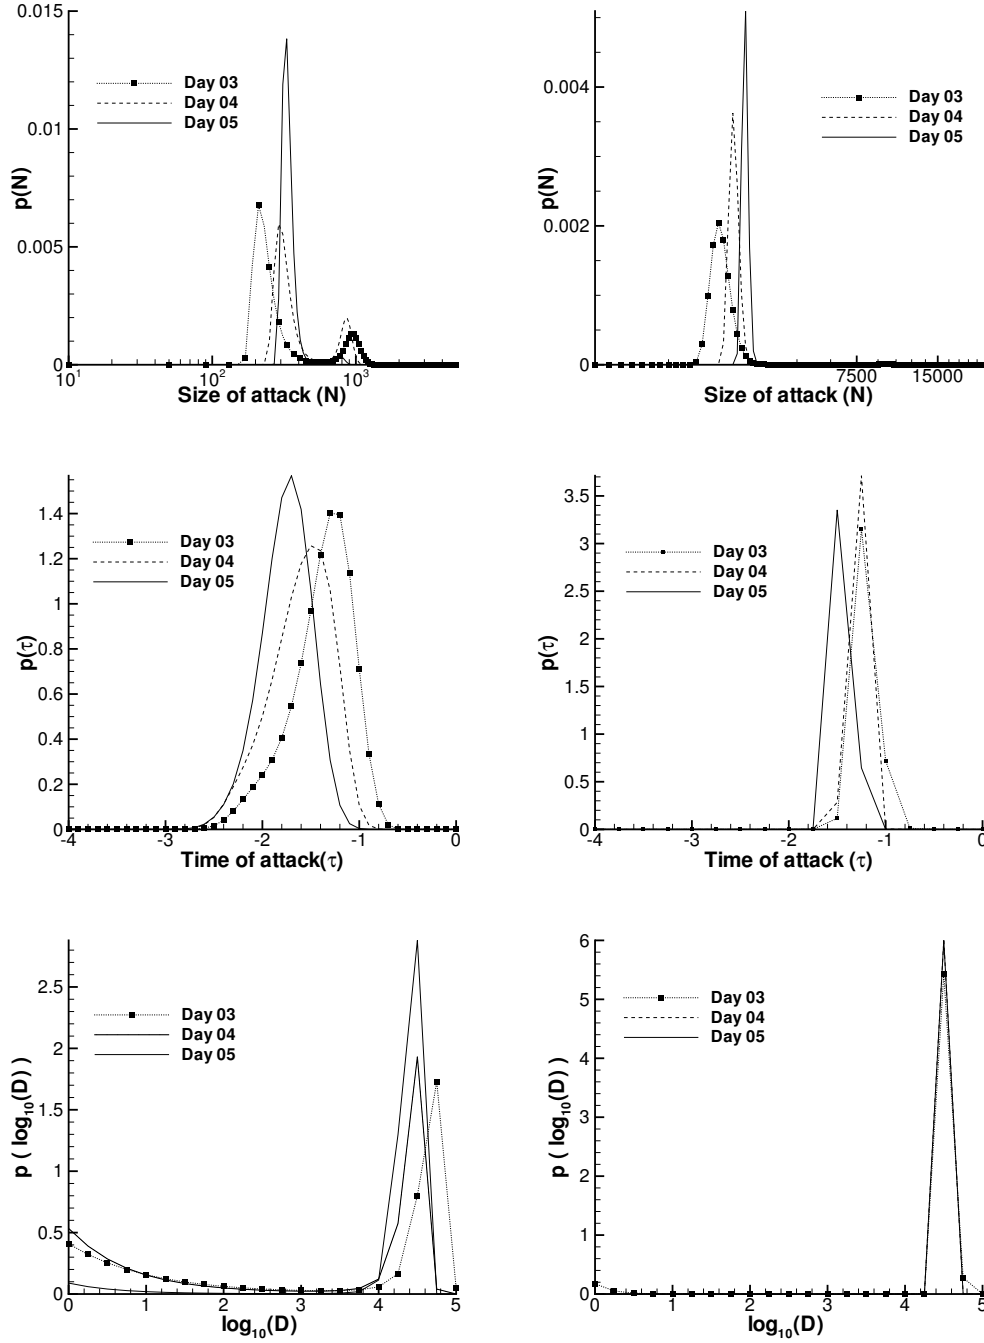 0.015
0.01
0.005
0
p(N)
Day 03
Day 04
Day 05
10^1
10^2
10^3
Size of attack (N)
0.004
0.002
0
p(N)
Day 03
Day 04
Day 05
7500
15000
Size of attack (N)
1.4
1.2
1
0.8
0.6
0.4
0.2
0
p(τ)
Day 03
Day 04
Day 05
-4
-3
-2
-1
0
Time of attack(τ)
3.5
3
2.5
2
1.5
1
0.5
0
p(τ)
Day 03
Day 04
Day 05
-4
-3
-2
-1
0
Time of attack (τ)
2.5
2
1.5
1
0.5
0
p ( log₁₀(D) )
Day 03
Day 04
Day 05
0
1
2
3
4
5
log₁₀(D)
6
5
4
3
2
1
0
p ( log₁₀(D) )
Day 03
Day 04
Day 05
0
1
2
3
4
5
log₁₀(D)